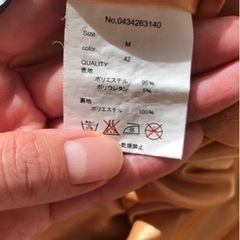 No,0434263140
Size M
color 42
QUALITY
表地
ポリエステル 95%
ポリウレタン 5%
裏地
ポリエステル 100%
乾燥禁止